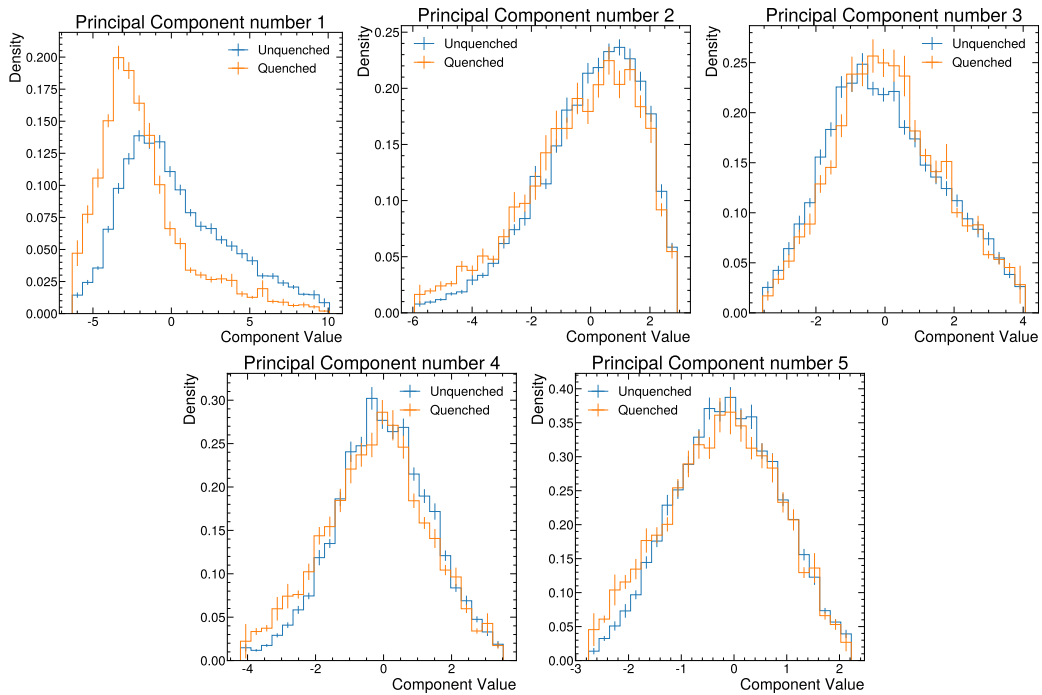 Principal Component number 1
Density
Unquenched
Quenched
0.200
0.175
0.150
0.125
0.100
0.075
0.050
0.025
0.000
-5 0 5 10
Component Value
Principal Component number 2
Density
Unquenched
Quenched
0.25
0.20
0.15
0.10
0.05
0.00
-6 -4 -2 0 2
Component Value
Principal Component number 3
Density
Unquenched
Quenched
0.25
0.20
0.15
0.10
0.05
0.00
-2 0 2 4
Component Value
Principal Component number 4
Density
Unquenched
Quenched
0.30
0.25
0.20
0.15
0.10
0.05
0.00
-4 -2 0 2
Component Value
Principal Component number 5
Density
Unquenched
Quenched
0.40
0.35
0.30
0.25
0.20
0.15
0.10
0.05
0.00
-3 -2 -1 0 1 2
Component Value